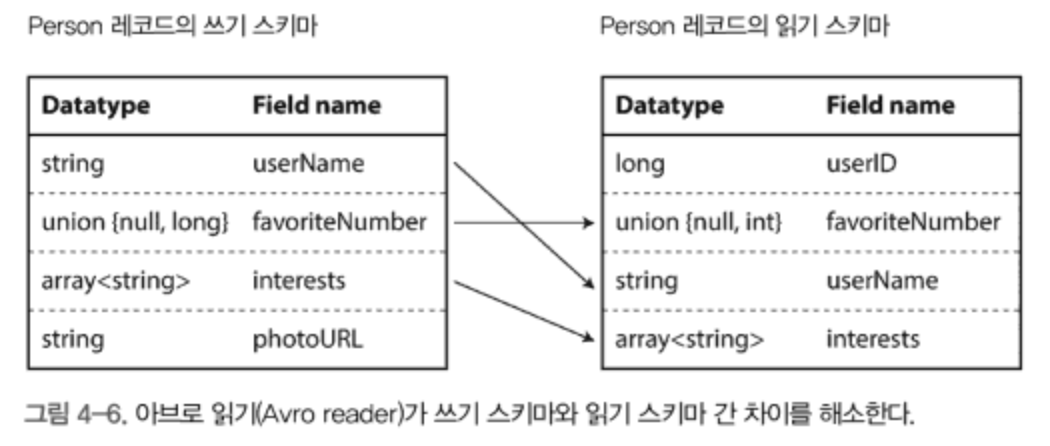 Person 레코드의 쓰기 스키마
Person 레코드의 읽기 스키마
Datatype Field name
string userName
union {null, long} favoriteNumber
array<string> interests
string photoURL
Datatype Field name
long userID
union {null, int} favoriteNumber
string userName
array<string> interests
그림 4-6. 아브로 읽기(Avro reader)가 쓰기 스키마와 읽기 스키마 간 차이를 해소한다.